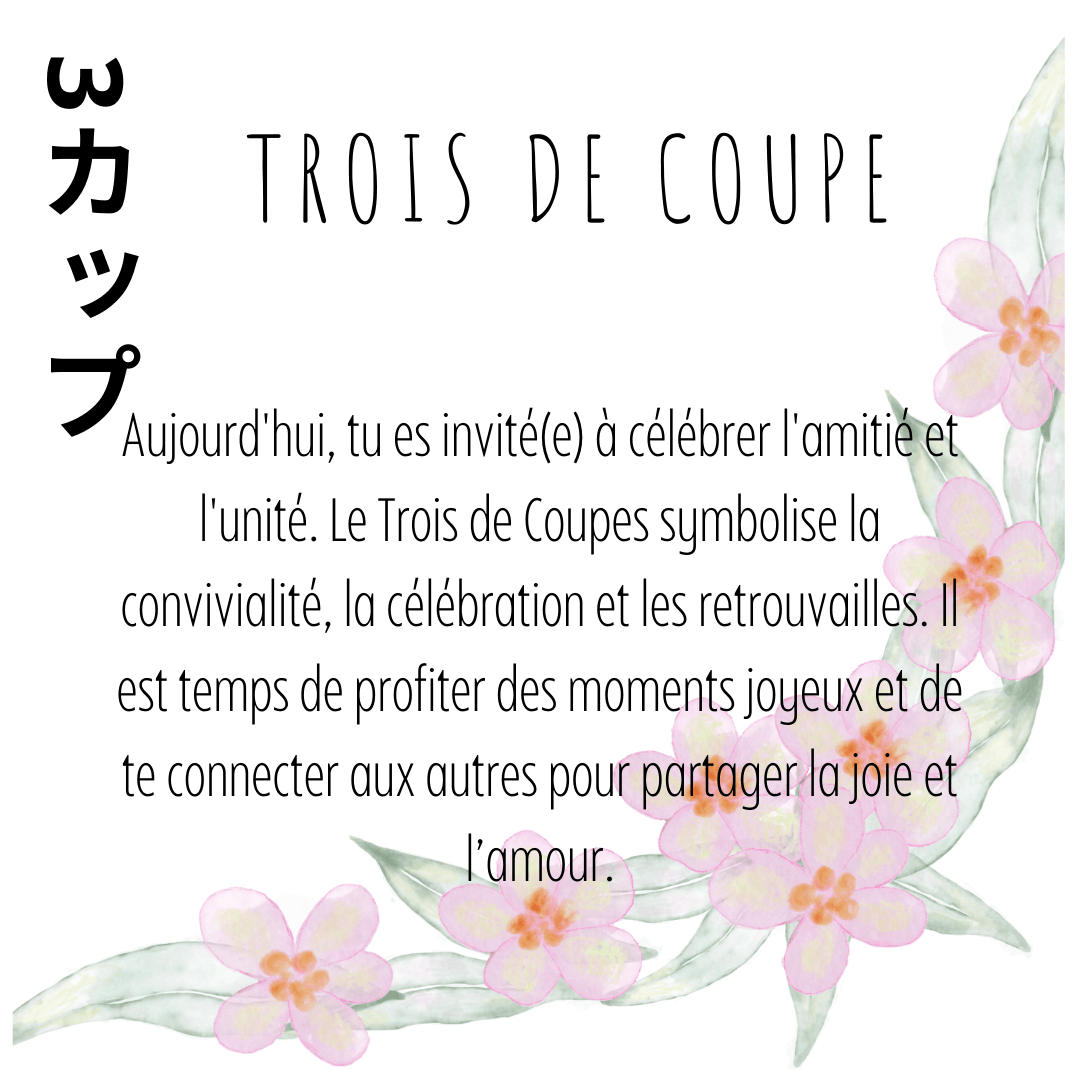 3カップ
TROIS DE COUPE
Aujourd'hui, tu es invité(e) à célébrer l'amitié et
l'unité. Le Trois de Coupes symbolise la
convivialité, la célébration et les retrouvailles. Il
est temps de profiter des moments joyeux et de
te connecter aux autres pour partager la joie et
l’amour.